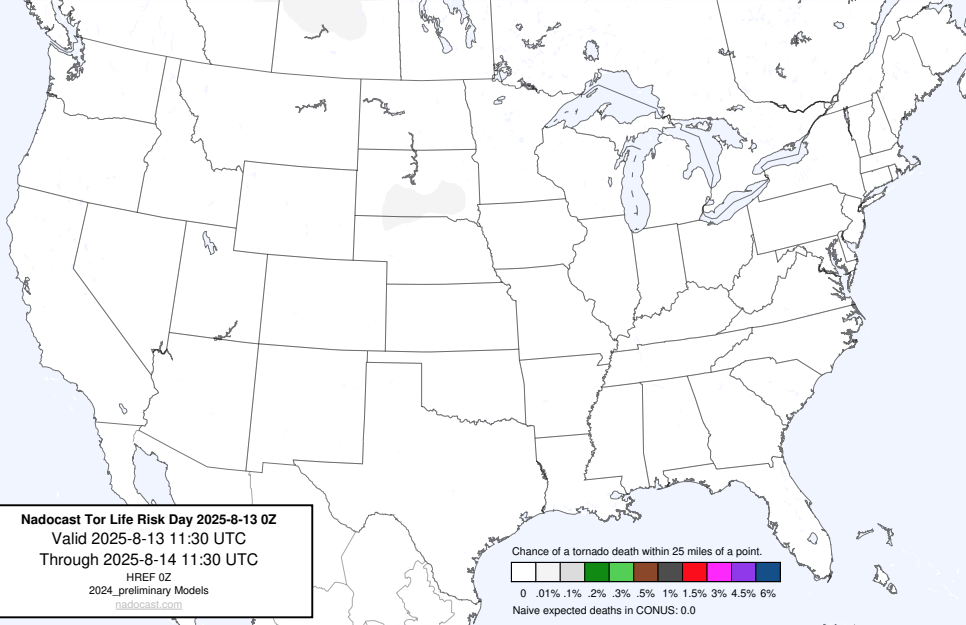 Nadocast Tor Life Risk Day 2025-8-13 0Z
Valid 2025-8-13 11:30 UTC
Through 2025-8-14 11:30 UTC
HREF 0Z
2024_preliminary Models
nadocast.com
Chance of a tornado death within 25 miles of a point.
0 .01% .1% .2% .3% .5% 1% 1.5% 3% 4.5% 6%
Naive expected deaths in CONUS: 0.0